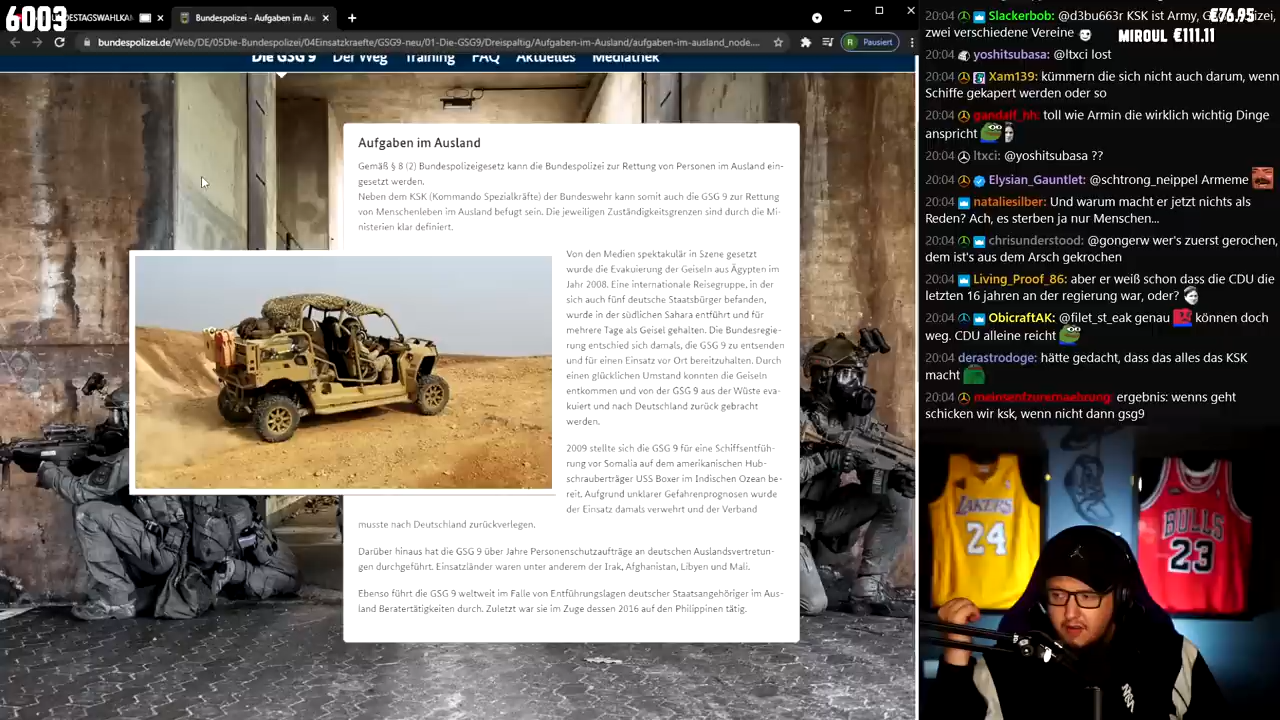 6003
BUNDESTAGSWAHLKAM
Bundespolizei - Aufgaben im Au
bundespolizei.de/Web/DE/05Die-Bundespolizei/04Einsatzkraefte/GSG9-neu/01-Die-GSG9/Dreispaltig/Aufgaben-im-Ausland/aufgaben-im-ausland_node....
R Pausiert
Die GSG 9 Der Weg Training FAQ Aktuelles Mediathek
Aufgaben im Ausland
Gemäß § 8 (2) Bundespolizeigesetz kann die Bundespolizei zur Rettung von Personen im Ausland ein-
gesetzt werden.
Neben dem KSK (Kommando Spezialkräfte) der Bundeswehr kann somit auch die GSG 9 zur Rettung
von Menschenleben im Ausland befugt sein. Die jeweiligen Zuständigkeitsgrenzen sind durch die Mi-
nisterien klar definiert.
Von den Medien spektakulär in Szene gesetzt
wurde die Evakuierung der Geiseln aus Ägypten im
Jahr 2008. Eine internationale Reisegruppe, in der
sich auch fünf deutsche Staatsbürger befanden,
wurde in der südlichen Sahara entführt und für
mehrere Tage als Geisel gehalten. Die Bundesregie-
rung entschied sich damals, die GSG 9 zu entsenden
und für einen Einsatz vor Ort bereitzuhalten. Durch
einen glücklichen Umstand konnten die Geiseln
entkommen und von der GSG 9 aus der Wüste eva-
kuiert und nach Deutschland zurück gebracht
werden.
2009 stellte sich die GSG 9 für eine Schiffsentfüh-
rung vor Somalia auf dem amerikanischen Hub-
schrauberträger USS Boxer im Indischen Ozean be-
reit. Aufgrund unklarer Gefahrenprognosen wurde
der Einsatz damals verwehrt und der Verband
musste nach Deutschland zurückverlegen.
Darüber hinaus hat die GSG 9 über Jahre Personenschutzaufträge an deutschen Auslandsvertretun-
gen durchgeführt. Einsatzländer waren unter anderem der Irak, Afghanistan, Libyen und Mali.
Ebenso führt die GSG 9 weltweit im Falle von Entführungslagen deutscher Staatsangehöriger im Aus-
land Beratertätigkeiten durch. Zuletzt war sie im Zuge dessen 2016 auf den Philippinen tätig.
€76.95
MIROUL €111.11
20:04 Slackerbob: @d3bu663r KSK ist Army,
zwei verschiedene Vereine
20:04 yoshitsubasa: @ltxci lost
20:04 Xam139: kümmern die sich nicht auch darum, wenn
Schiffe gekapert werden oder so
20:04 gandalf_hh: toll wie Armin die wirklich wichtig Dinge
anspricht
20:04 ltxci: @yoshitsubasa ??
20:04 Elysian_Gauntlet: @schtrong_neippel Armeme
20:04 nataliesilber: Und warum macht er jetzt nichts als
Reden? Ach, es sterben ja nur Menschen...
20:04 chrisunderstood: @gongerw wer's zuerst gerochen,
dem ist's aus dem Arsch gekrochen
20:04 Living_Proof_86: aber er weiß schon dass die CDU die
letzten 16 jahren an der regierung war, oder?
20:04 ObicraftAK: @filet_st_eak genau können doch
weg. CDU alleine reicht
20:04 derastrodoge: hätte gedacht, dass das alles das KSK
macht
20:04 meinsenfzurernaehrung: ergebnis: wenns geht
schicken wir ksk, wenn nicht dann gsg9
LAKERS
24
BULLS
23